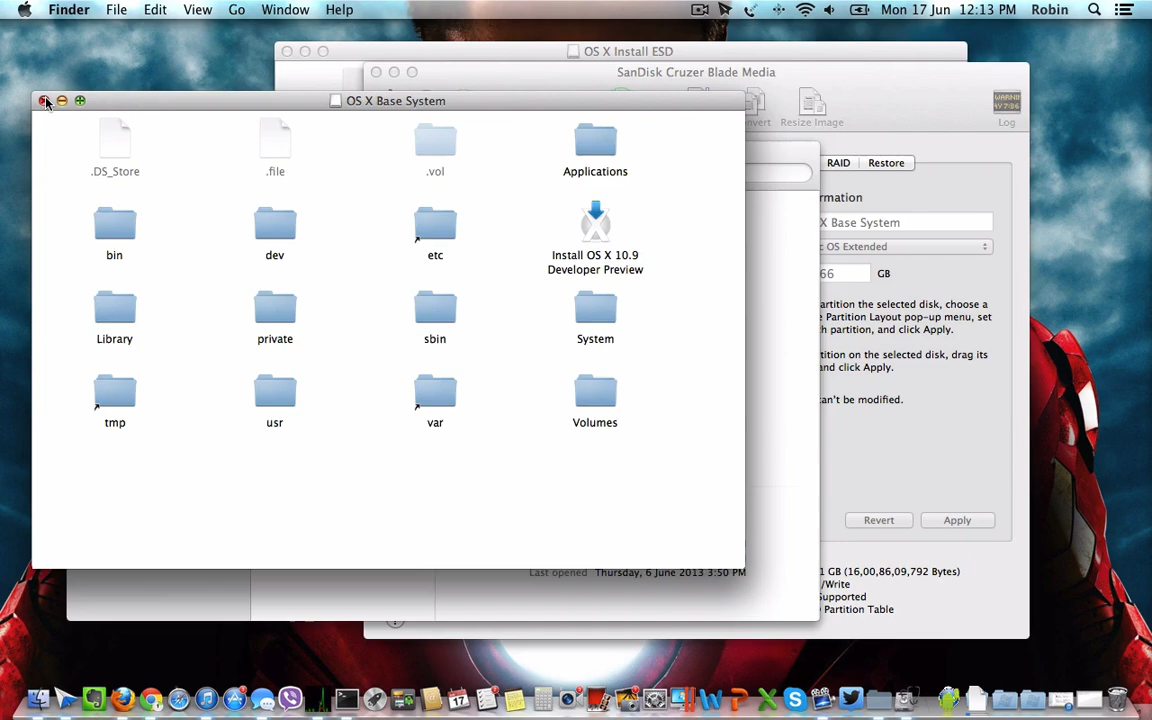 Finder File Edit View Go Window Help
Mon 17 Jun 12:13 PM Robin
OS X Install ESD
SanDisk Cruzer Blade Media
Resize Image
Log
OS X Base System
.DS_Store
.file
.vol
Applications
RAID Restore
X Base System
bin
dev
etc
Install OS X 10.9
Developer Preview
GB
artition the selected disk, choose a
Partition Layout pop-up menu, set
partition, and click Apply.
Library
private
sbin
System
tition on the selected disk, drag its
and click Apply.
can't be modified.
tmp
usr
var
Volumes
Revert Apply
Last opened Thursday, 6 June 2013 3:50 PM
1 GB (16,00,86,09,792 Bytes)
/Write
Supported
Partition Table